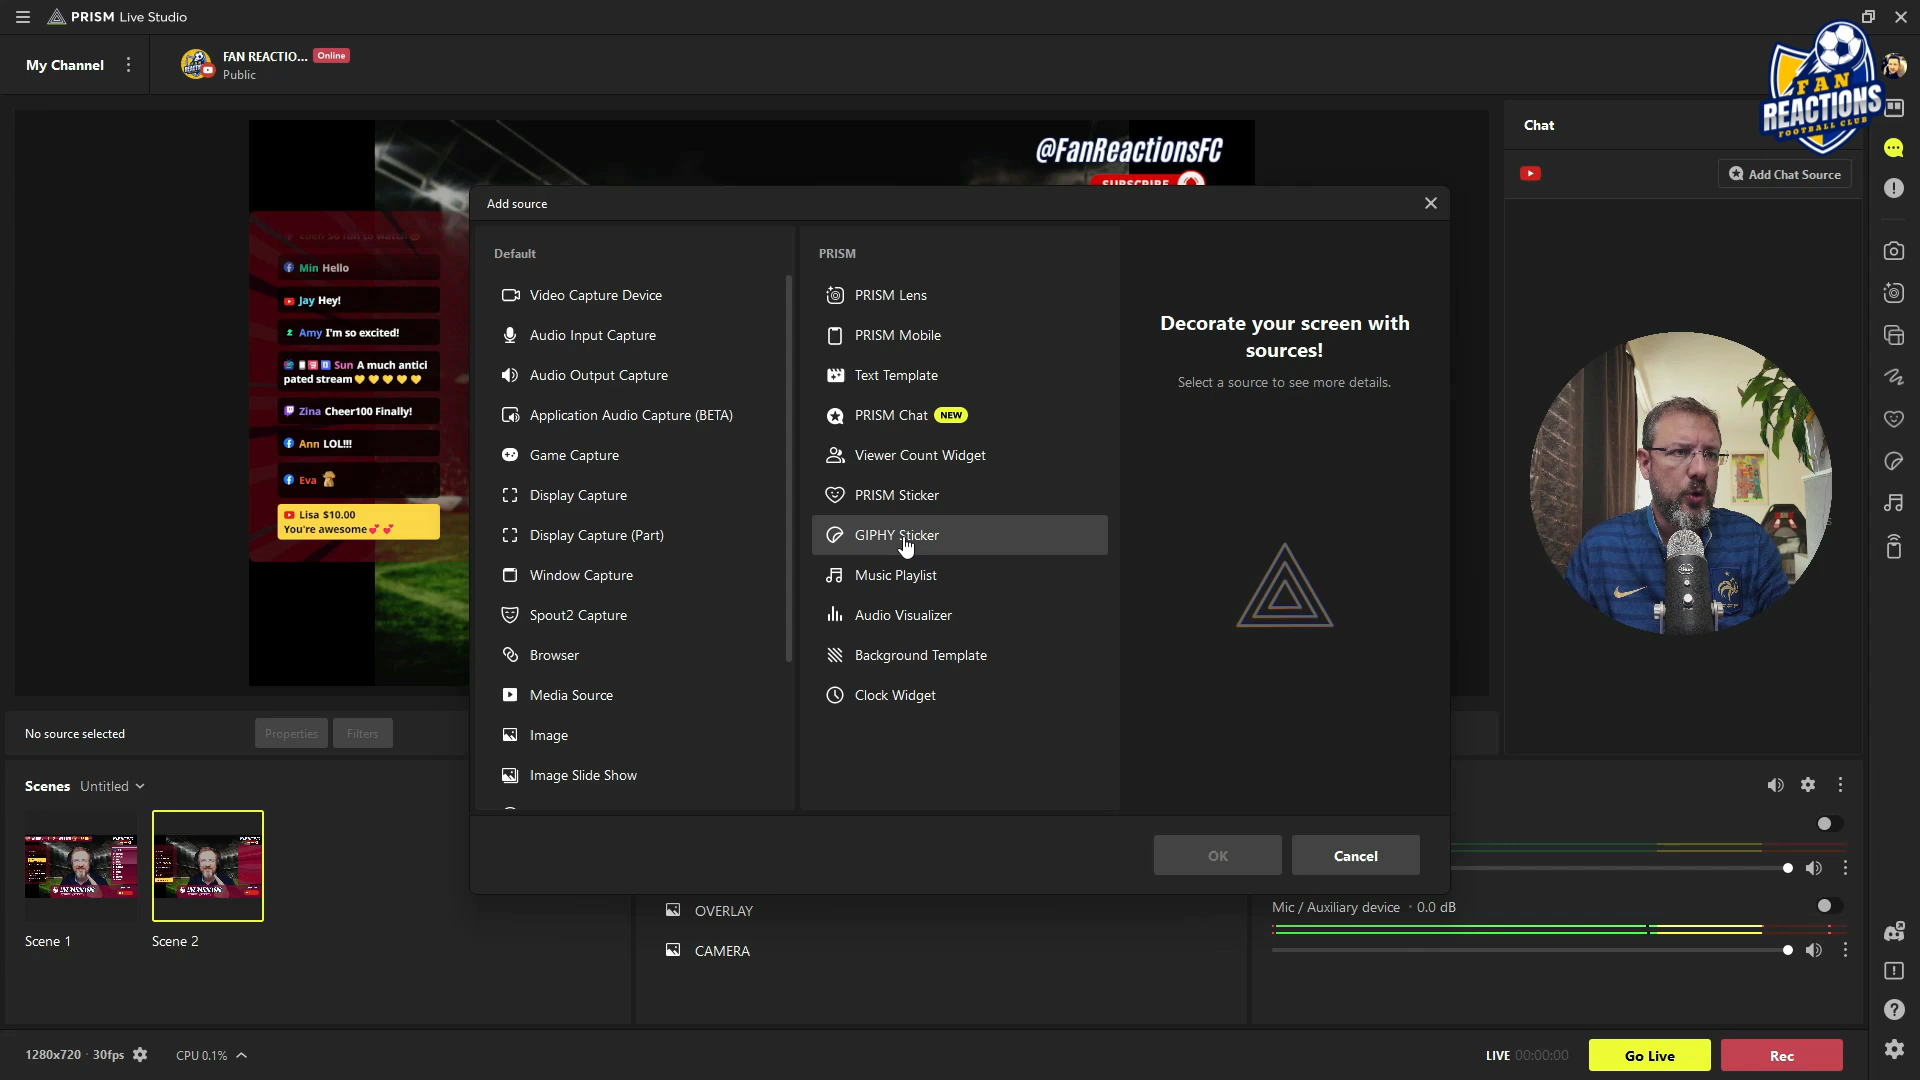 PRISM Live Studio
My Channel
FAN REACTIO... Online
Public
FAN
REACTIONS
FOOTBALL CLUB
@FanReactionsFC
SUBSCRIBE
Chat
Add Chat Source
Min Hello
Jay Hey!
Amy I'm so excited!
Sun A much antici
pated stream
Zina Cheer100 Finally!
Ann LOL!!!
Eva
Lisa $10.00
You're awesome
Add source
Default
Video Capture Device
Audio Input Capture
Audio Output Capture
Application Audio Capture (BETA)
Game Capture
Display Capture
Display Capture (Part)
Window Capture
Spout2 Capture
Browser
Media Source
Image
Image Slide Show
PRISM
PRISM Lens
PRISM Mobile
Text Template
PRISM Chat NEW
Viewer Count Widget
PRISM Sticker
GIPHY Sticker
Music Playlist
Audio Visualizer
Background Template
Clock Widget
Decorate your screen with
sources!
Select a source to see more details.
OK
Cancel
No source selected
Properties
Filters
Scenes Untitled
Scene 1
Scene 2
OVERLAY
CAMERA
Mic / Auxiliary device · 0.0 dB
1280x720 · 30fps
CPU 0.1%
LIVE 00:00:00
Go Live
Rec